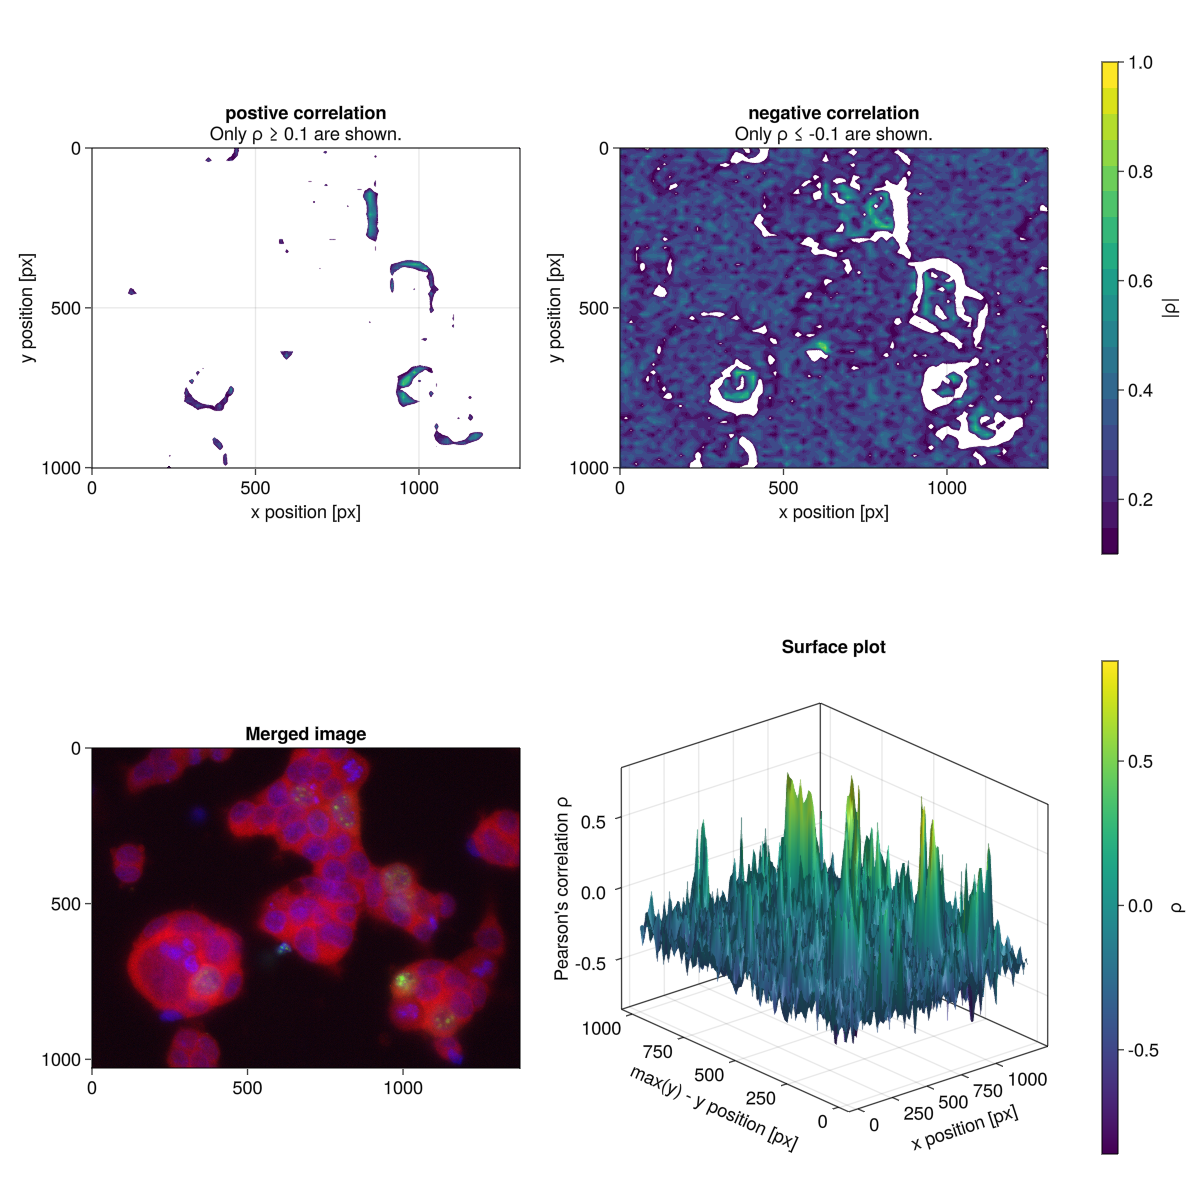 postive correlation
Only ρ ≥ 0.1 are shown.
0
500
1000
y position [px]
0
500
1000
x position [px]
negative correlation
Only ρ ≤ -0.1 are shown.
0
500
1000
y position [px]
0
500
1000
x position [px]
1.0
0.8
0.6
0.4
0.2
|ρ|
Merged image
0
500
1000
0
500
1000
Surface plot
Pearson's correlation ρ
0.5
0.0
-0.5
1000
750
500
250
0
max(y) - y position [px]
0
250
500
750
1000
x position [px]
0.5
0.0
-0.5
ρ